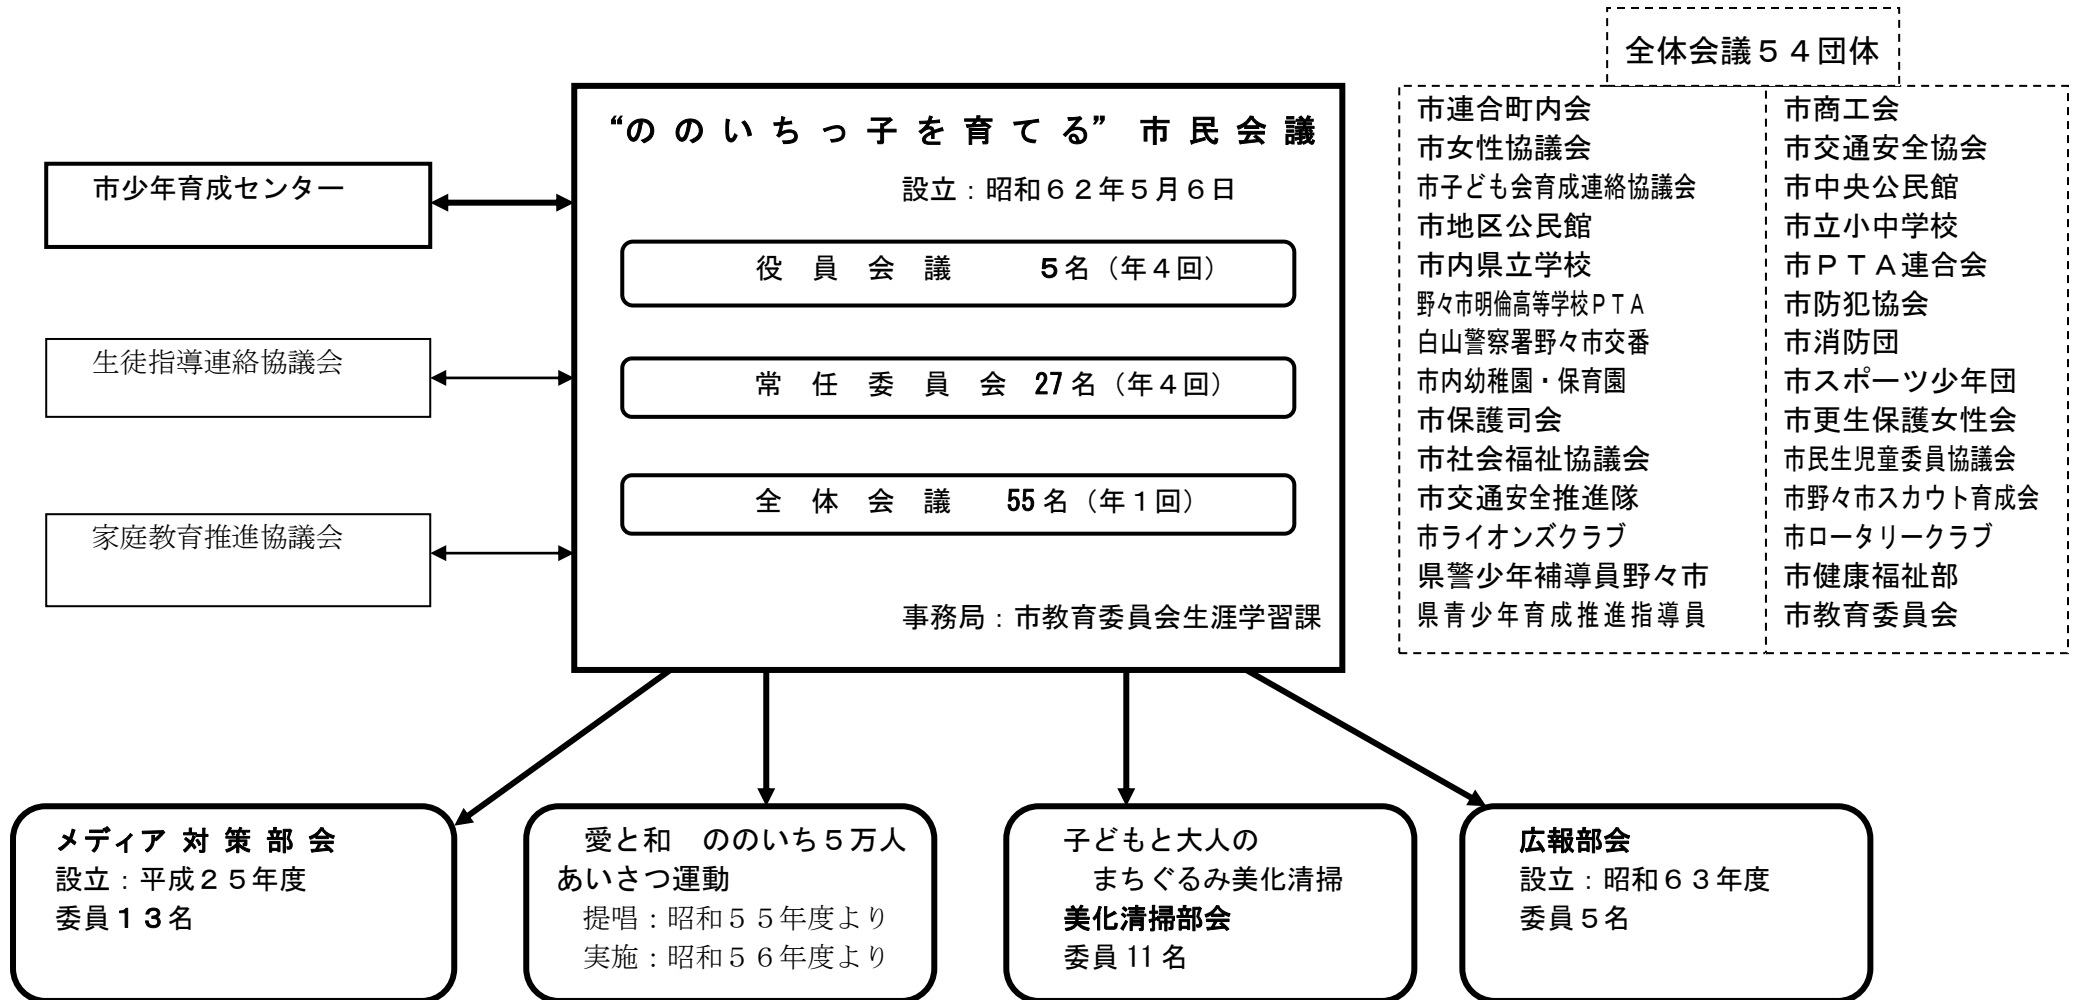 全体会議５４団体
“ののいちっ子を育てる”市民会議
設立：昭和６２年５月６日
役員会議　５名（年４回）
常任委員会　27名（年４回）
全体会議　55名（年１回）
事務局：市教育委員会生涯学習課
市少年育成センター
生徒指導連絡協議会
家庭教育推進協議会
市連合町内会
市女性協議会
市子ども会育成連絡協議会
市地区公民館
市内県立学校
野々市明倫高等学校ＰＴＡ
白山警察署野々市交番
市内幼稚園・保育園
市保護司会
市社会福祉協議会
市交通安全推進隊
市ライオンズクラブ
県警少年補導員野々市
県青少年育成推進指導員
市商工会
市交通安全協会
市中央公民館
市立小中学校
市ＰＴＡ連合会
市防犯協会
市消防団
市スポーツ少年団
市更生保護女性会
市民生児童委員協議会
市野々市スカウト育成会
市ロータリークラブ
市健康福祉部
市教育委員会
メディア対策部会
設立：平成２５年度
委員１３名
愛と和　ののいち５万人
あいさつ運動
提唱：昭和５５年度より
実施：昭和５６年度より
子どもと大人の
まちぐるみ美化清掃
美化清掃部会
委員11名
広報部会
設立：昭和６３年度
委員５名